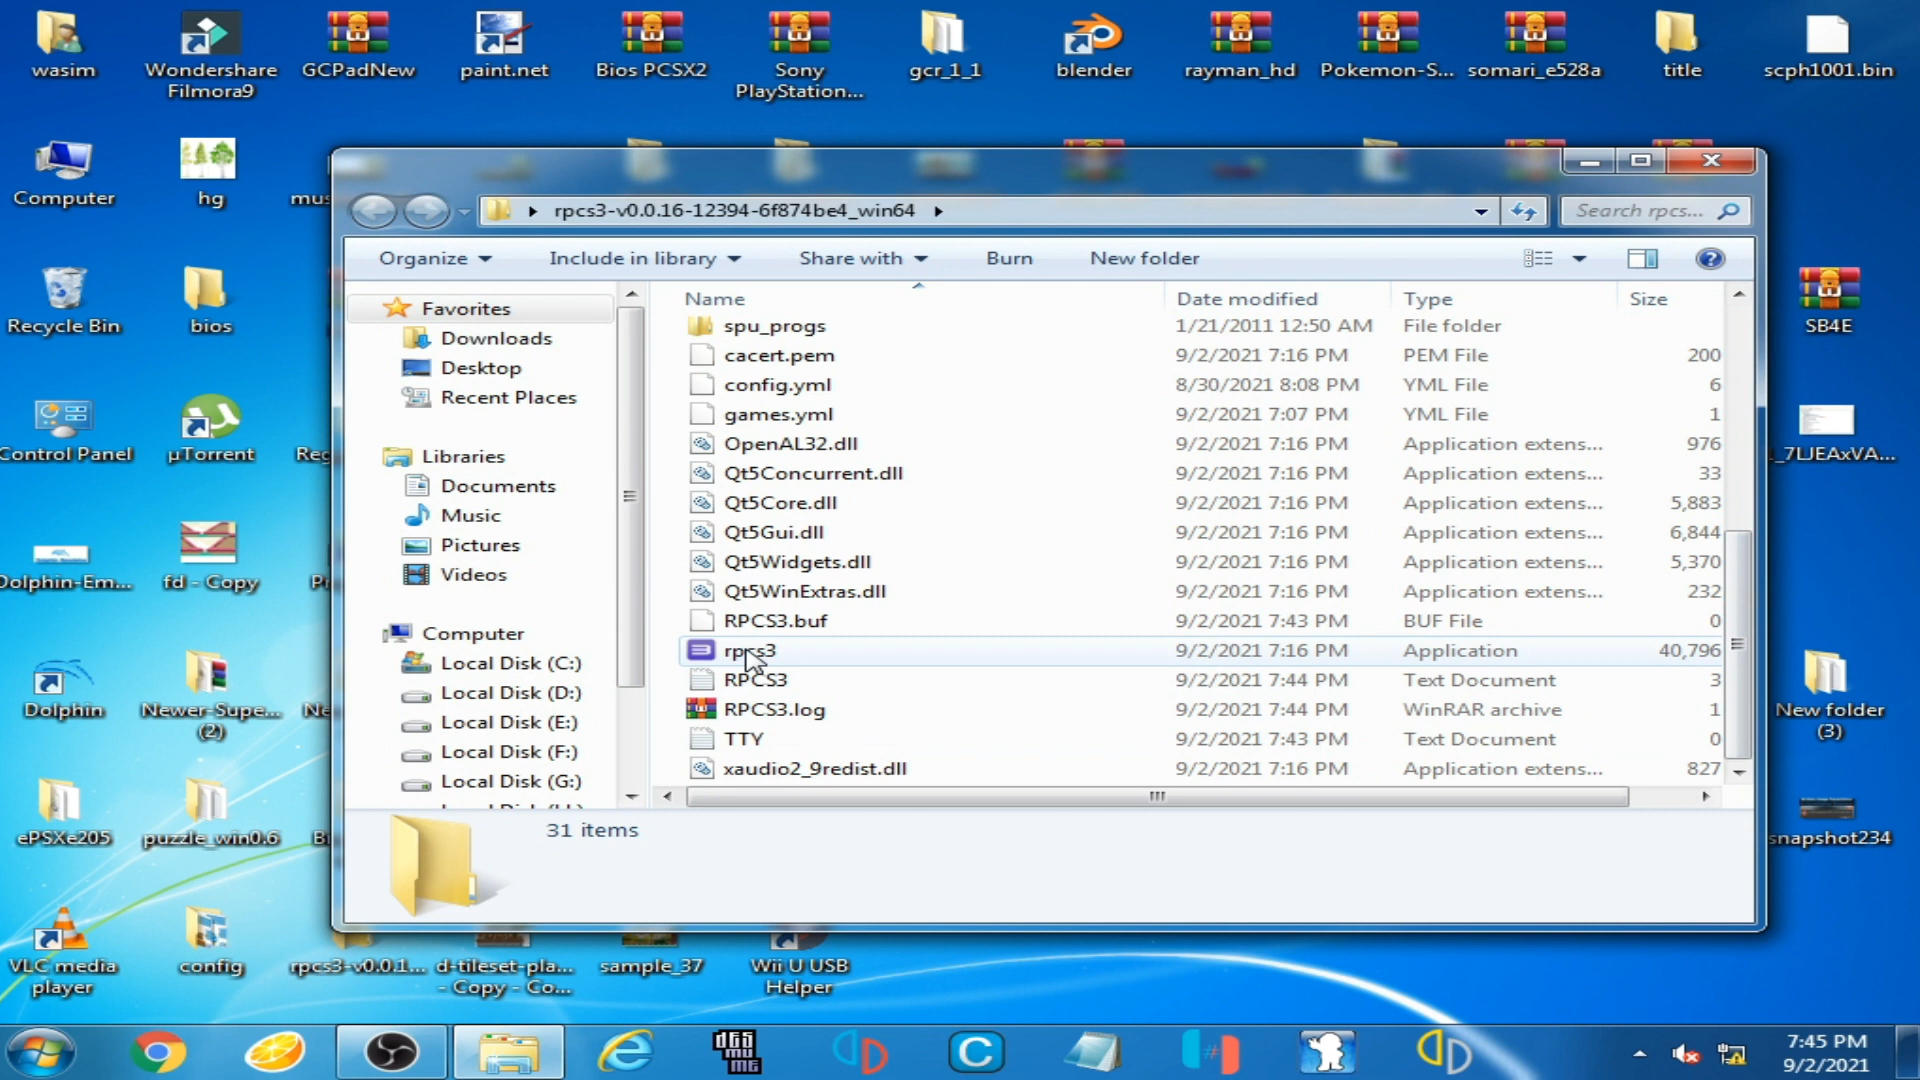 wasim
Wondershare
Filmora9
GCPadNew
paint.net
Bios PCSX2
Sony
PlayStation...
gcr_1_1
blender
rayman_hd
Pokemon-S...
somari_e528a
title
scph1001.bin
Computer
hg
mus
Recycle Bin
bios
SB4E
Control Panel
µTorrent
Reg
_7LJEAxVA...
Dolphin-Em...
fd - Copy
Dolphin
Newer-Supe...
(2)
Ne
New folder
(3)
ePSXe205
puzzle_win0.6
snapshot234
VLC media
player
config
rpcs3-v0.0.1...
d-tileset-pla...
- Copy - Co...
sample_37
Wii U USB
Helper
rpcs3-v0.0.16-12394-6f874be4_win64
Search rpcs...
Organize
Include in library
Share with
Burn
New folder
Favorites
Downloads
Desktop
Recent Places
Libraries
Documents
Music
Pictures
Videos
Computer
Local Disk (C:)
Local Disk (D:)
Local Disk (E:)
Local Disk (F:)
Local Disk (G:)
Name Date modified Type Size
spu_progs 1/21/2011 12:50 AM File folder
cacert.pem 9/2/2021 7:16 PM PEM File 200
config.yml 8/30/2021 8:08 PM YML File 6
games.yml 9/2/2021 7:07 PM YML File 1
OpenAL32.dll 9/2/2021 7:16 PM Application extens... 976
Qt5Concurrent.dll 9/2/2021 7:16 PM Application extens... 33
Qt5Core.dll 9/2/2021 7:16 PM Application extens... 5,883
Qt5Gui.dll 9/2/2021 7:16 PM Application extens... 6,844
Qt5Widgets.dll 9/2/2021 7:16 PM Application extens... 5,370
Qt5WinExtras.dll 9/2/2021 7:16 PM Application extens... 232
RPCS3.buf 9/2/2021 7:43 PM BUF File 0
rpcs3 9/2/2021 7:16 PM Application 40,796
RPCS3 9/2/2021 7:44 PM Text Document 3
RPCS3.log 9/2/2021 7:44 PM WinRAR archive 1
TTY 9/2/2021 7:43 PM Text Document 0
xaudio2_9redist.dll 9/2/2021 7:16 PM Application extens... 827
31 items
7:45 PM
9/2/2021